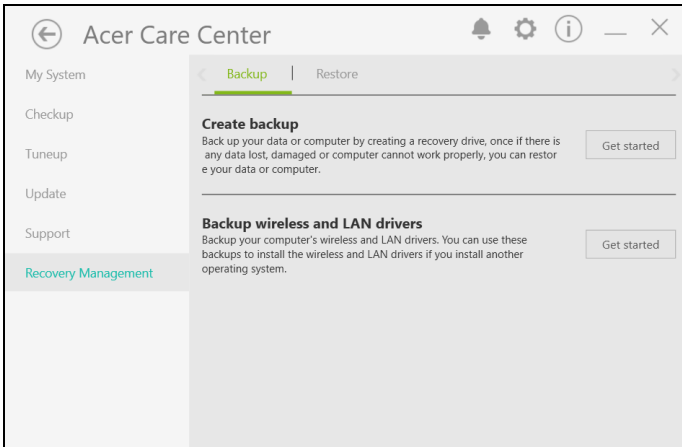 Acer Care Center
My System
Checkup
Tuneup
Update
Support
Recovery Management
Backup | Restore
Create backup
Back up your data or computer by creating a recovery drive, once if there is
any data lost, damaged or computer cannot work properly, you can restor
e your data or computer.
Get started
Backup wireless and LAN drivers
Backup your computer's wireless and LAN drivers. You can use these
backups to install the wireless and LAN drivers if you install another
operating system.
Get started